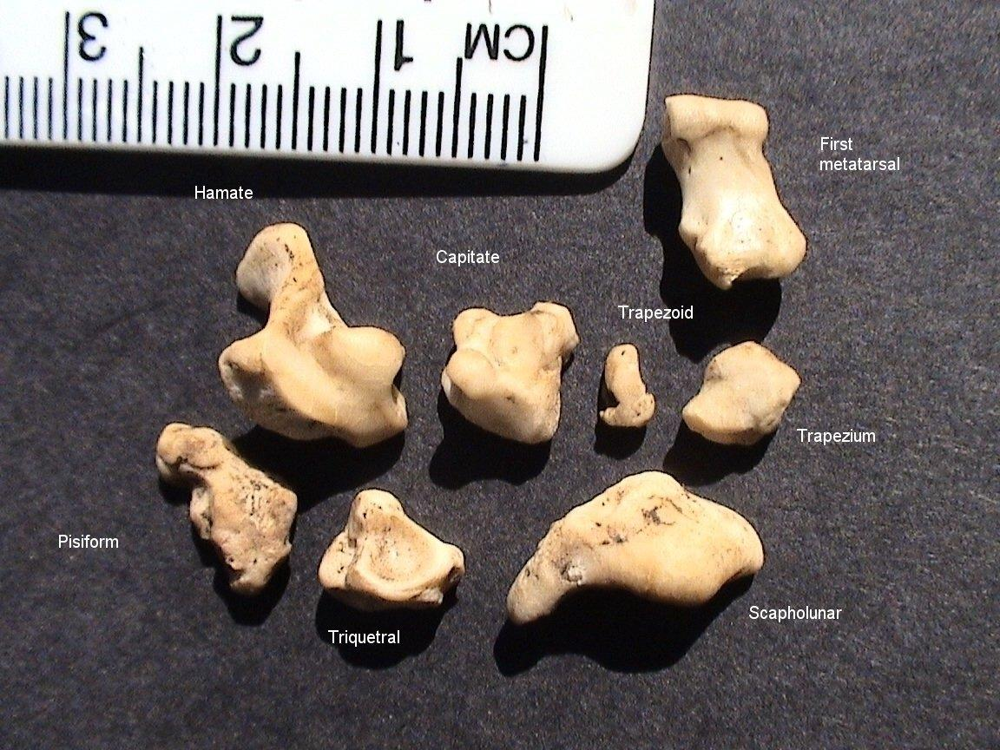 3 2 1 CM
First
metatarsal
Hamate
Capitate
Trapezoid
Trapezium
Pisiform
Scapholunar
Triquetral